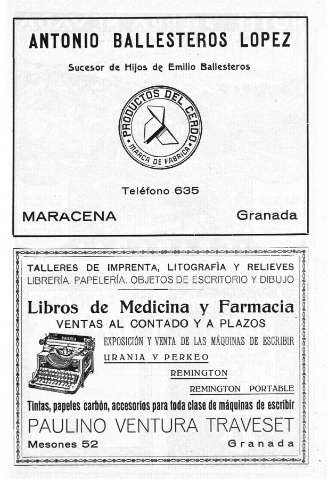 ANTONIO BALLESTEROS LOPEZ
Sucesor de Hijos de Emilio Ballesteros
PRODUCTOS DEL CERDO
MARCA DE FABRICA
Teléfono 635
MARACENA Granada
TALLERES DE IMPRENTA, LITOGRAFÍA Y RELIEVES
LIBRERÍA, PAPELERÍA, OBJETOS DE ESCRITORIO Y DIBUJO
Libros de Medicina y Farmacia
VENTAS AL CONTADO Y A PLAZOS
EXPOSICIÓN Y VENTA DE LAS MÁQUINAS DE ESCRIBIR
URANIA Y PERKEO
REMINGTON
REMINGTON PORTABLE
Tintas, papeles carbón, accesorios para toda clase de máquinas de escribir
PAULINO VENTURA TRAVESET
Mesones 52 Granada